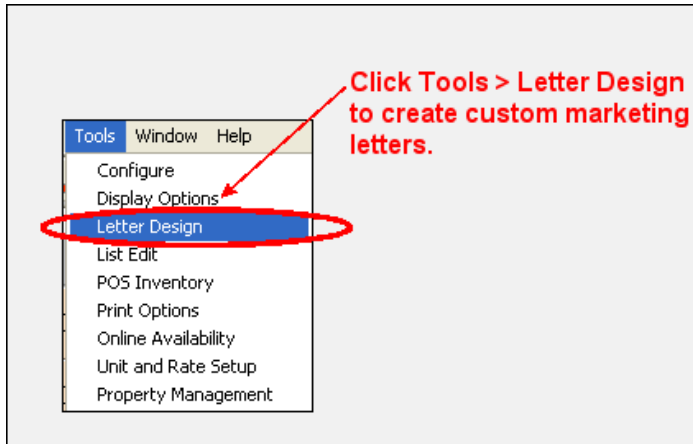 Click Tools > Letter Design
to create custom marketing
letters.
Tools Window Help
Configure
Display Options
Letter Design
List Edit
POS Inventory
Print Options
Online Availability
Unit and Rate Setup
Property Management